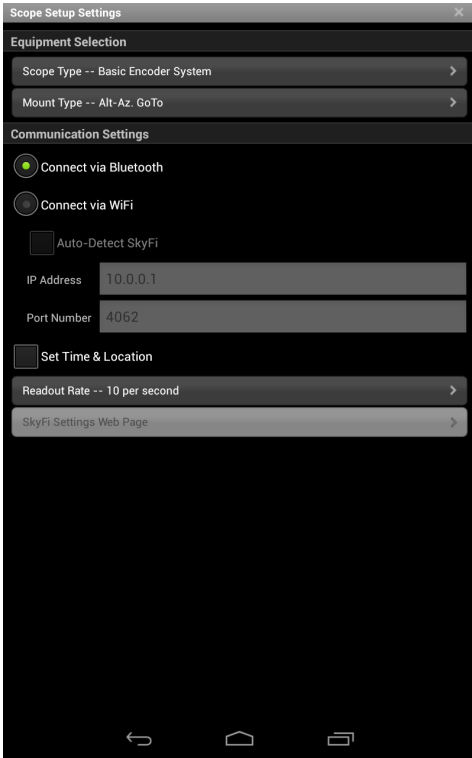 Scope Setup Settings
Equipment Selection
Scope Type -- Basic Encoder System
Mount Type -- Alt-Az. GoTo
Communication Settings
Connect via Bluetooth
Connect via WiFi
Auto-Detect SkyFi
IP Address 10.0.0.1
Port Number 4062
Set Time & Location
Readout Rate -- 10 per second
SkyFi Settings Web Page